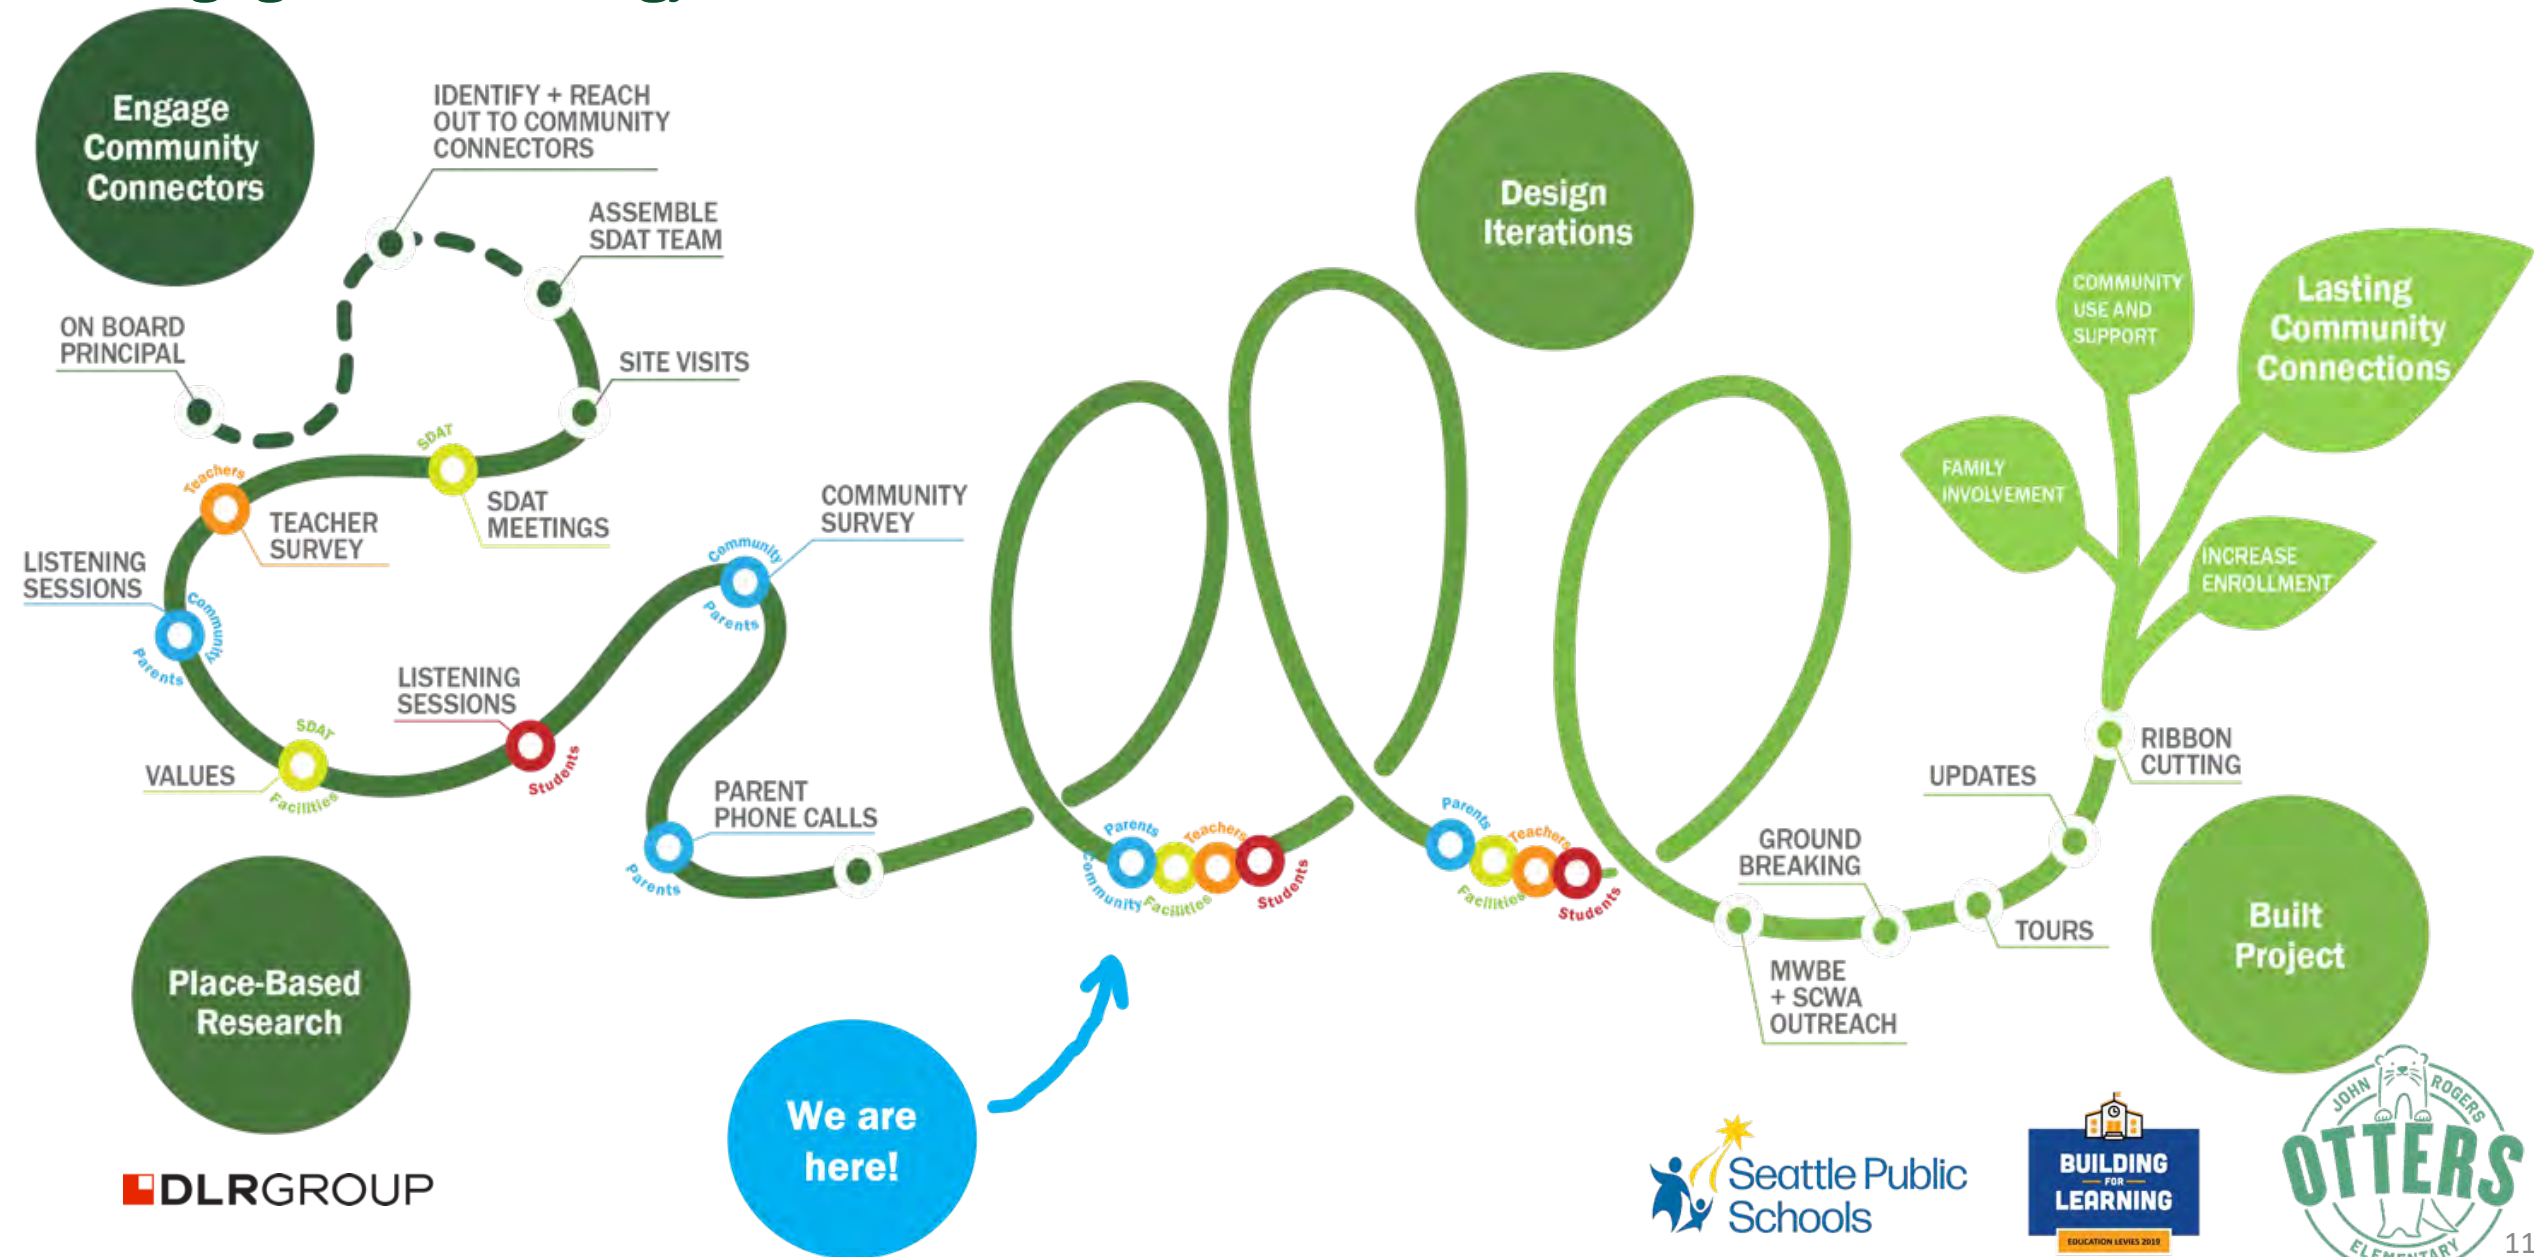 Engage
Community
Connectors
IDENTIFY + REACH
OUT TO COMMUNITY
CONNECTORS
ASSEMBLE
SDAT TEAM
ON BOARD
PRINCIPAL
SITE VISITS
SDAT
SDAT
MEETINGS
Teachers
TEACHER
SURVEY
LISTENING
SESSIONS
Community
Parents
SDAT
VALUES
Facilities
LISTENING
SESSIONS
Students
COMMUNITY
SURVEY
Community
Parents
PARENT
PHONE CALLS
Parents
Place-Based
Research
Design
Iterations
Parents
Teachers
Community
Facilities
Students
Parents
Teachers
Facilities
Students
We are
here!
COMMUNITY
USE AND
SUPPORT
Lasting
Community
Connections
FAMILY
INVOLVEMENT
INCREASE
ENROLLMENT
RIBBON
CUTTING
UPDATES
GROUND
BREAKING
TOURS
MWBE
+ SCWA
OUTREACH
Built
Project
DLRGROUP
Seattle Public
Schools
BUILDING
FOR
LEARNING
EDUCATION LEVIES 2019
JOHN ROGERS
OTTERS
ELEMENTARY
11